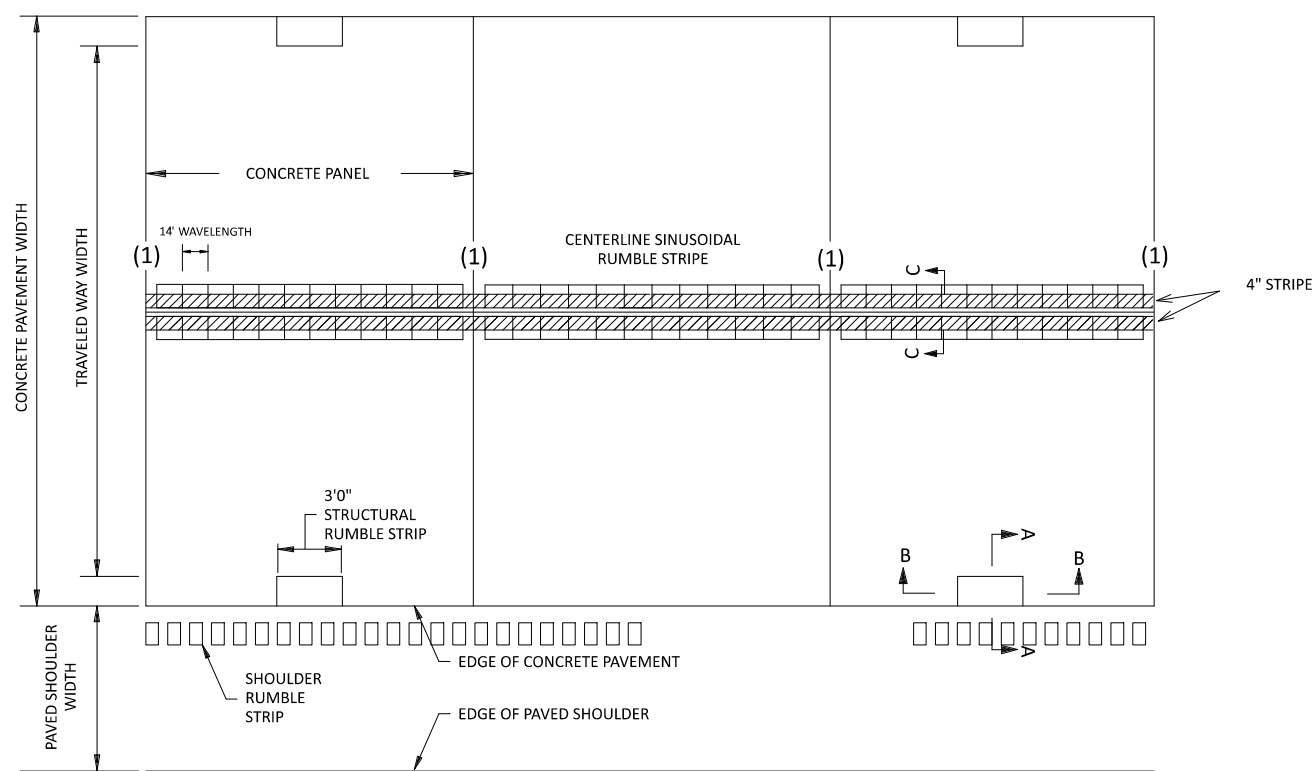 CONCRETE PAVEMENT WIDTH
TRAVELED WAY WIDTH
CONCRETE PANEL
14' WAVELENGTH
CENTERLINE SINUSOIDAL
RUMBLE STRIPE
(1)
(1)
(1)
(1)
C
C
4" STRIPE
3'0"
STRUCTURAL
RUMBLE STRIP
A
B
B
A
PAVED SHOULDER
WIDTH
SHOULDER
RUMBLE
STRIP
EDGE OF CONCRETE PAVEMENT
EDGE OF PAVED SHOULDER